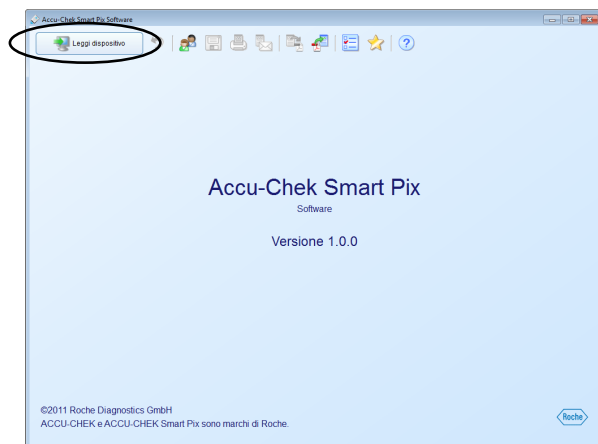 Accu-Chek Smart Pix Software
Leggi dispositivo
Accu-Chek Smart Pix
Software
Versione 1.0.0
©2011 Roche Diagnostics GmbH
ACCU-CHEK e ACCU-CHEK Smart Pix sono marchi di Roche.
Roche